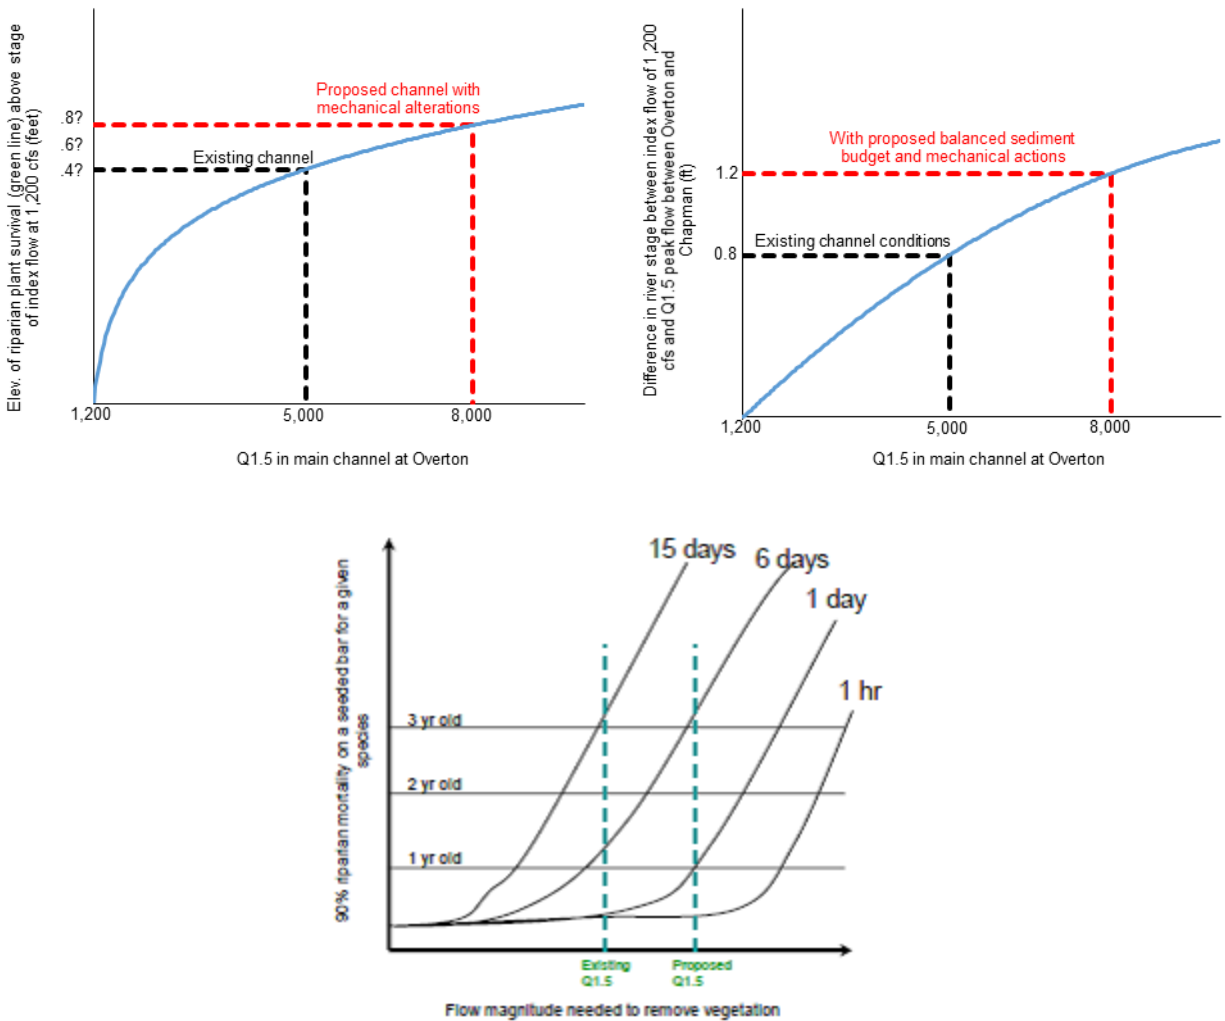 Elev. of riparian plant survival (green line) above stage
of index flow at 1,200 cfs (feet)
.8?
.6?
.4?
Proposed channel with
mechanical alterations
Existing channel
1,200
5,000
8,000
Q1.5 in main channel at Overton
Difference in river stage between index flow of 1,200
cfs and Q1.5 peak flow between Overton and
Chapman (ft)
1.2
0.8
With proposed balanced sediment
budget and mechanical actions
Existing channel conditions
1,200
5,000
8,000
Q1.5 in main channel at Overton
90% riparian mortality on a seeded bar for a given
species
15 days
6 days
1 day
1 hr
3 yr old
2 yr old
1 yr old
Existing
Q1.5
Proposed
Q1.5
Flow magnitude needed to remove vegetation